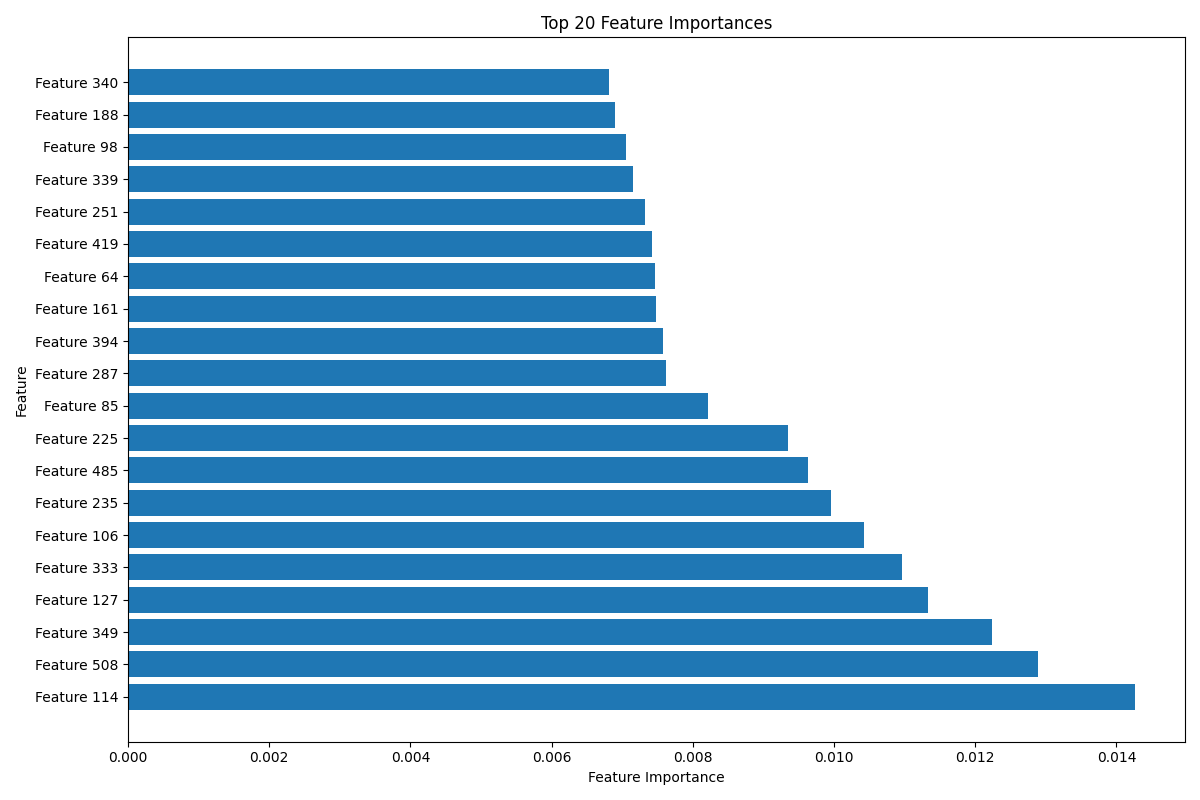 Top 20 Feature Importances
Feature 340
Feature 188
Feature 98
Feature 339
Feature 251
Feature 419
Feature 64
Feature 161
Feature 394
Feature 287
Feature 85
Feature 225
Feature 485
Feature 235
Feature 106
Feature 333
Feature 127
Feature 349
Feature 508
Feature 114
Feature
0.000 0.002 0.004 0.006 0.008 0.010 0.012 0.014
Feature Importance